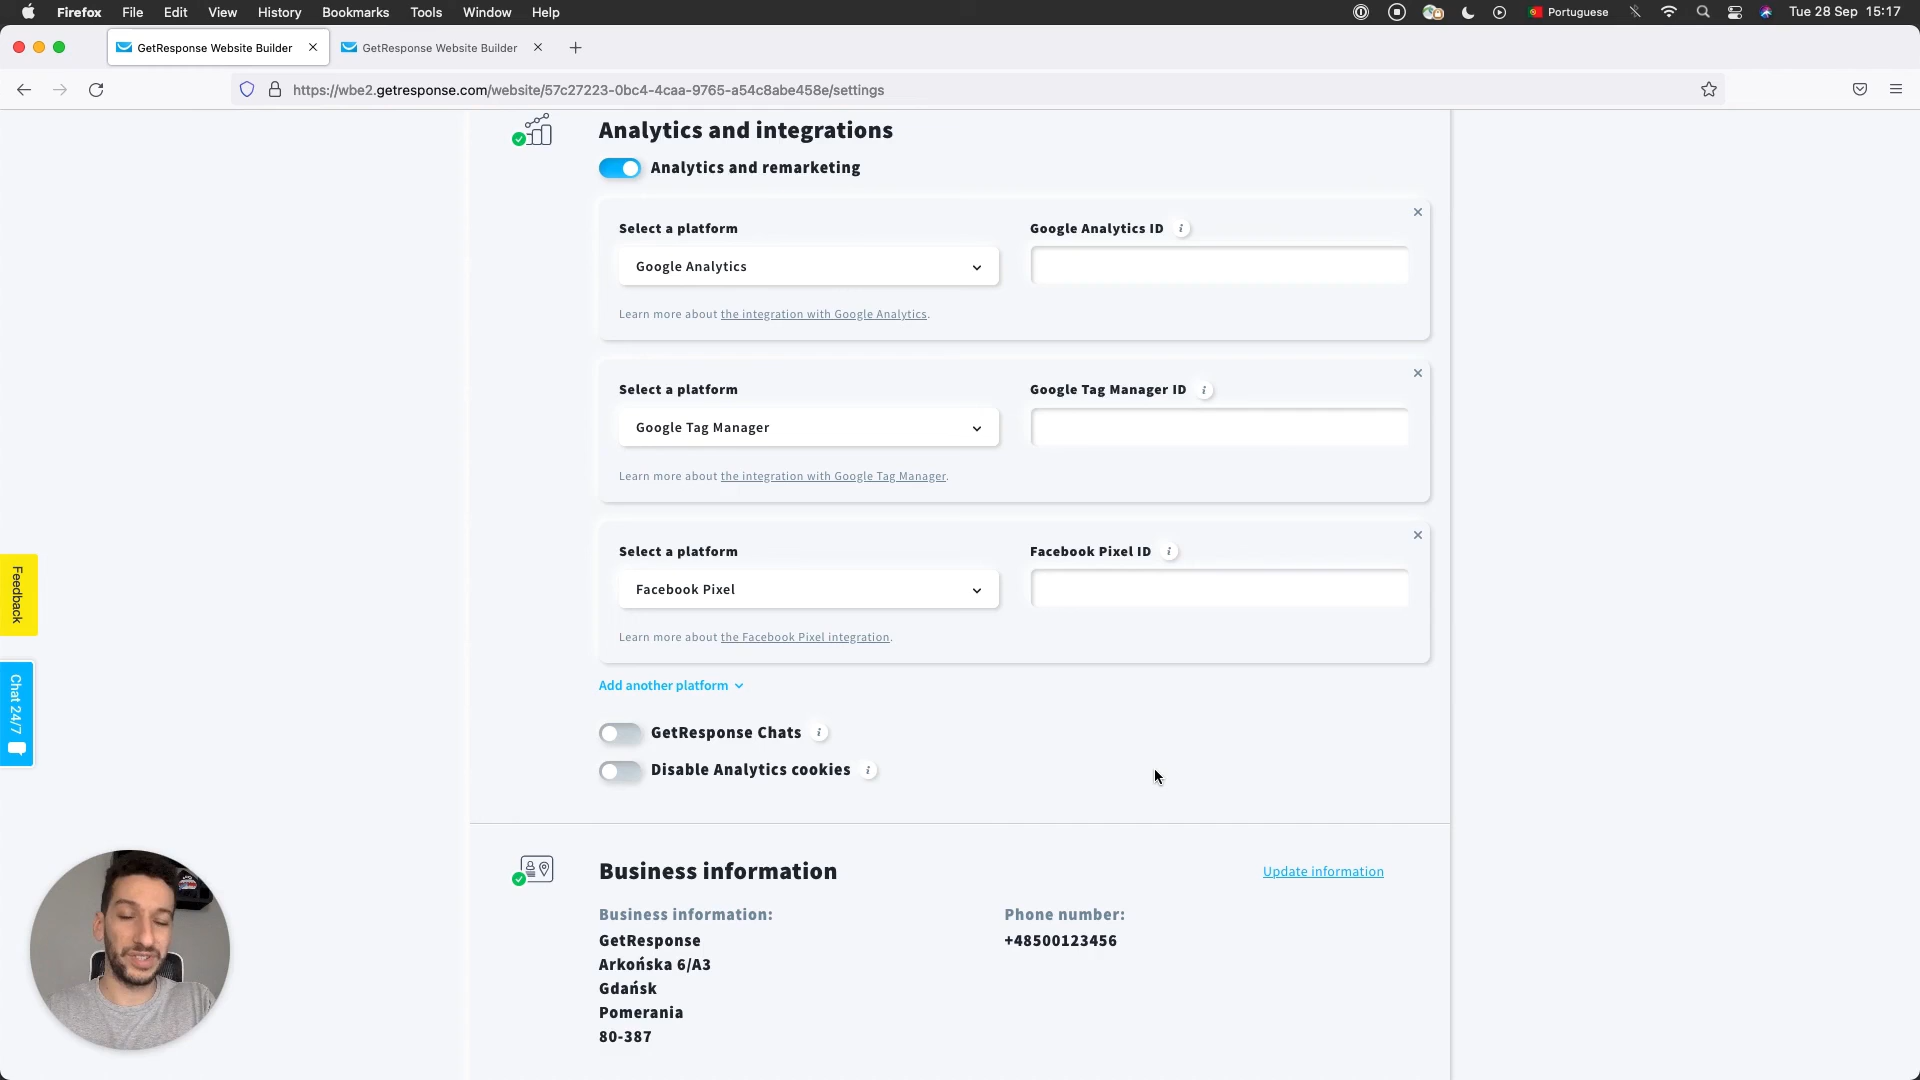 Firefox File Edit View History Bookmarks Tools Window Help Portuguese Tue 28 Sep 15:17
GetResponse Website Builder GetResponse Website Builder
https://wbe2.getresponse.com/website/57c27223-0bc4-4caa-9765-a54c8abe458e/settings
Analytics and integrations
Analytics and remarketing
Select a platform Google Analytics ID
Google Analytics
Learn more about the integration with Google Analytics.
Select a platform Google Tag Manager ID
Google Tag Manager
Learn more about the integration with Google Tag Manager.
Select a platform Facebook Pixel ID
Facebook Pixel
Learn more about the Facebook Pixel integration.
Add another platform
GetResponse Chats
Disable Analytics cookies
Feedback
Chat 24/7
Business information Update information
Business information: Phone number:
GetResponse +48500123456
Arkońska 6/A3
Gdańsk
Pomerania
80-387